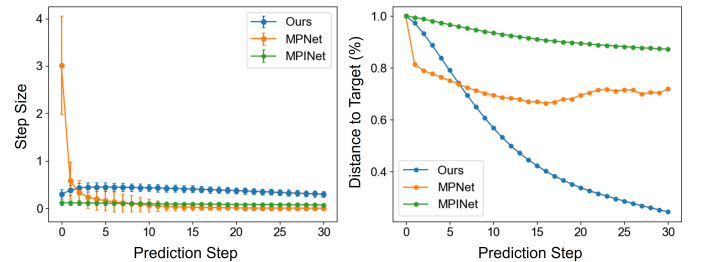 4
3
2
1
0
Step Size
0 5 10 15 20 25 30
Prediction Step
Ours
MPNet
MPINet
1.0
0.8
0.6
0.4
Distance to Target (%)
0 5 10 15 20 25 30
Prediction Step
Ours
MPNet
MPINet